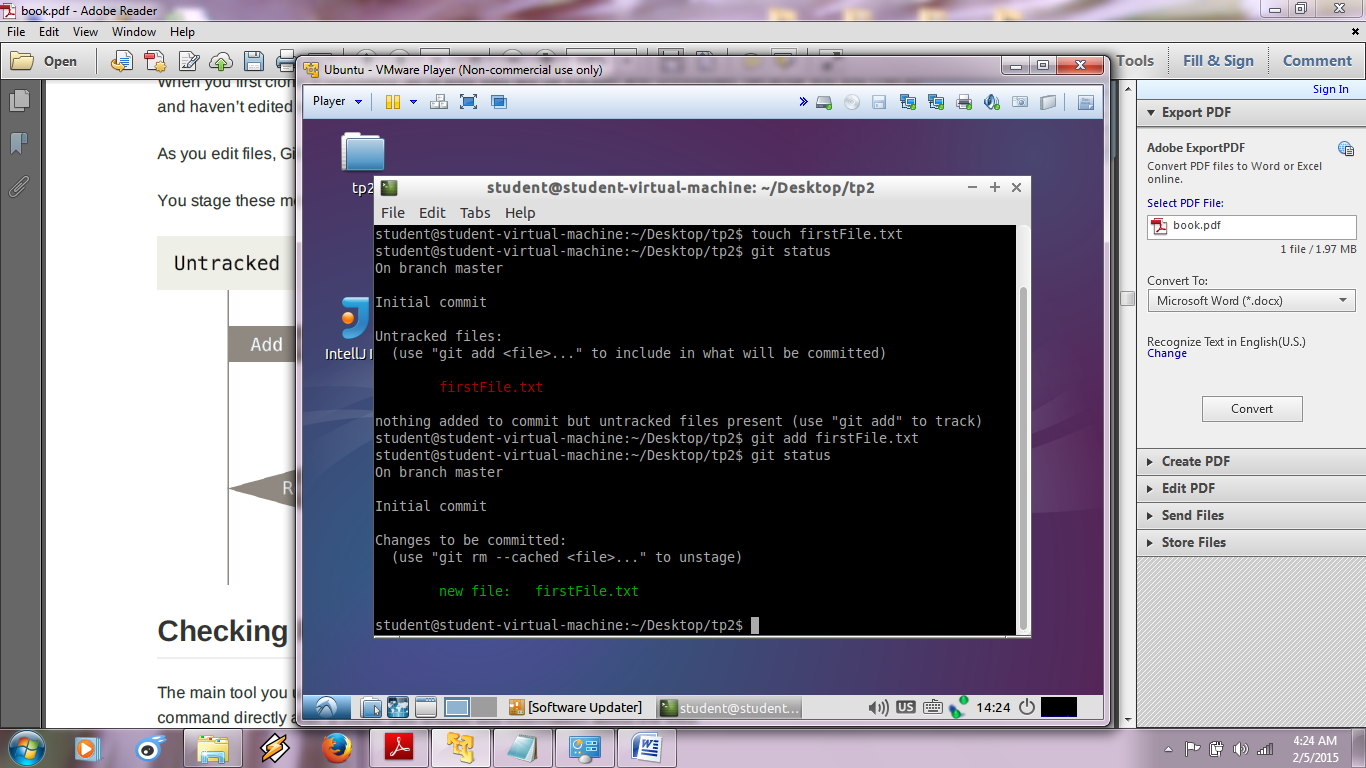 book.pdf - Adobe Reader
File Edit View Window Help
Open
Tools Fill & Sign Comment
When you first clon
and haven't edited
As you edit files, Gi
You stage these mo
Untracked
Add
R
Checking
The main tool you u
command directly a
Ubuntu - VMware Player (Non-commercial use only)
Player
tp2
IntellJ I
student@student-virtual-machine: ~/Desktop/tp2
File Edit Tabs Help
student@student-virtual-machine:~/Desktop/tp2$ touch firstFile.txt
student@student-virtual-machine:~/Desktop/tp2$ git status
On branch master
Initial commit
Untracked files:
(use "git add <file>..." to include in what will be committed)
firstFile.txt
nothing added to commit but untracked files present (use "git add" to track)
student@student-virtual-machine:~/Desktop/tp2$ git add firstFile.txt
student@student-virtual-machine:~/Desktop/tp2$ git status
On branch master
Initial commit
Changes to be committed:
(use "git rm --cached <file>..." to unstage)
new file: firstFile.txt
student@student-virtual-machine:~/Desktop/tp2$
[Software Updater]
student@student...
US
14:24
Sign In
Export PDF
Adobe ExportPDF
Convert PDF files to Word or Excel
online.
Select PDF File:
book.pdf
1 file / 1.97 MB
Convert To:
Microsoft Word (*.docx)
Recognize Text in English(U.S.)
Change
Convert
Create PDF
Edit PDF
Send Files
Store Files
4:24 AM
2/5/2015